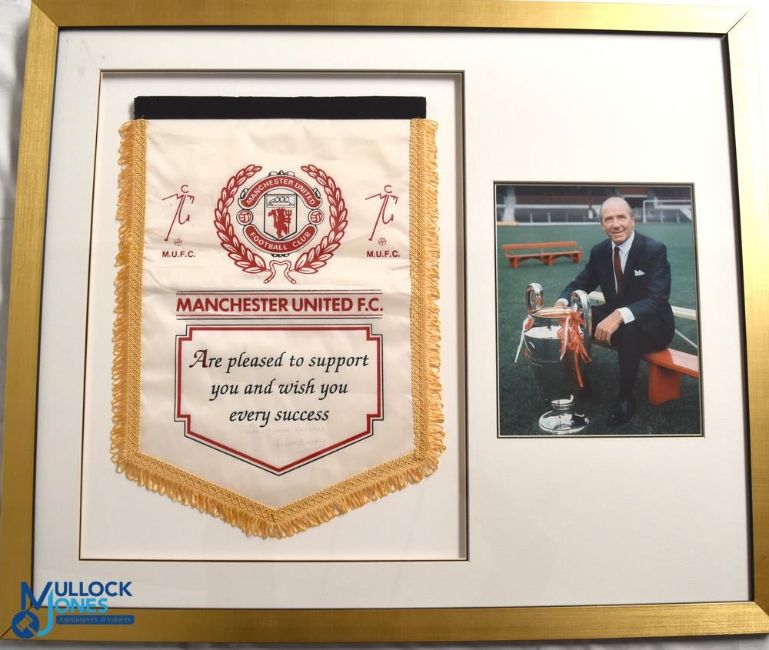 MANCHESTER UNITED
FOOTBALL CLUB
C
M.U.F.C.
C
M.U.F.C.
MANCHESTER UNITED F.C.
Are pleased to support
you and wish you
every success
MULLOCK
JONES
Auctioneers & Valuers